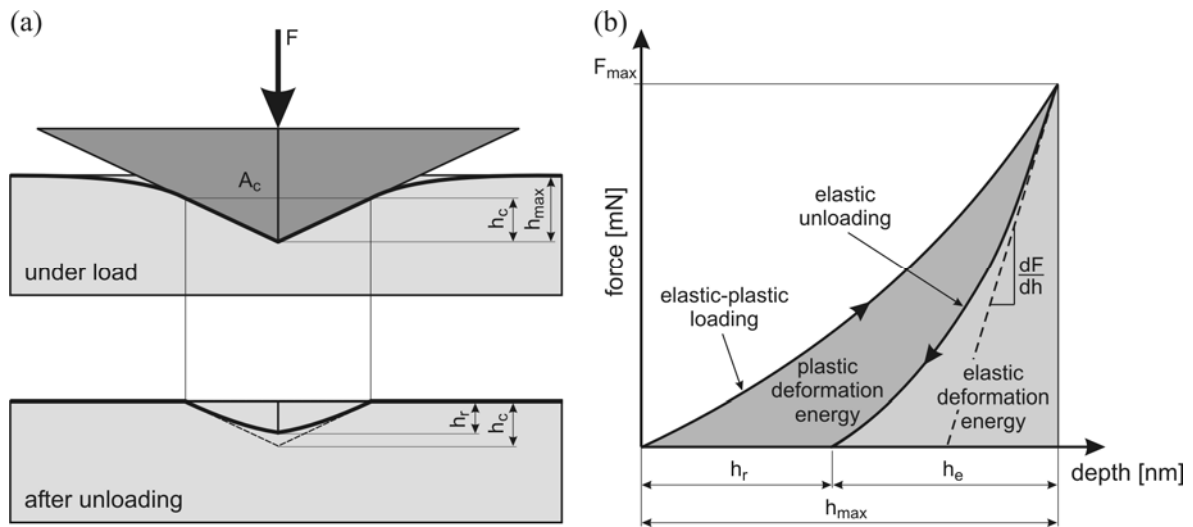 (a)
F
A_c
h_c
h_max
under load
h_r
h_c
after unloading
(b)
F_max
force [mN]
elastic
unloading
dF
dh
elastic-plastic
loading
plastic
deformation
energy
elastic
deformation
energy
h_r
h_e
depth [nm]
h_max